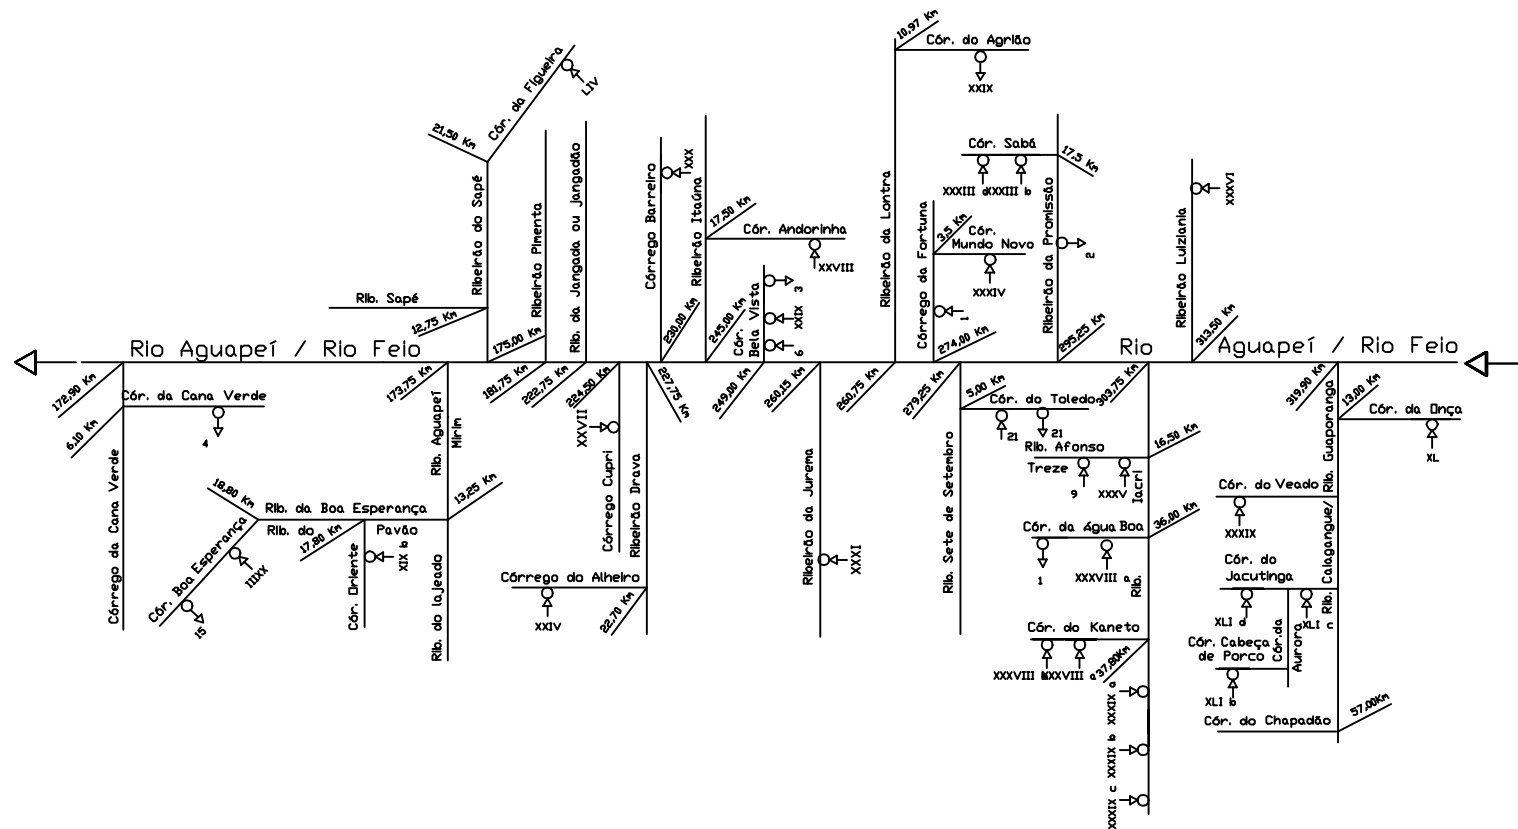 10,97 Km
Cór. do Agrião
XXIX
Cór. da Figueira
LIV
21,50 Km
Ribeirão do Sapé
Rib. Sapé
12,75 Km
Ribeirão Pimenta
175,00 Km
Rib. da Jangada ou jangadão
Córrego Barreiro
XXX
230,00 Km
Ribeirão Itaúna
17,50 Km
Cór. Andorinha
XXVIII
245,00 Km
Cór.
Bela Vista
3
XXIX
6
Ribeirão da Lontra
Córrego da Fortuna
3,5 Km
Cór.
Mundo Novo
XXXIV
1
274,00 Km
Cór. Sabá
XXXIII b
17,5 Km
Ribeirão da Promissão
2
295,25 Km
Ribeirão Luiziania
XXXVI
313,50 Km
Rio Aguapeí / Rio Feio
Rio
Aguapeí / Rio Feio
172,90 Km
Cór. da Cana Verde
4
6,10 Km
Córrego da Cana Verde
173,75 Km
Rib. Aguapeí
Mirim
13,25 Km
18,80 Km
Rib. da Boa Esperança
Rib. do
Pavão
17,80 Km
Cór. Boa Esperança
IIIXX
15
Cór. Oriente
XIX b
Rib. do lajeado
181,75 Km
222,75 Km
224,50 Km
XXVII
Córrego Cupri
Ribeirão Drava
227,75 Km
Córrego do Alheiro
XXIV
22,70 Km
249,00 Km
260,15 Km
Ribeirão da Jurema
XXXI
260,75 Km
279,25 Km
5,00 Km
Cór. do Toledo
21
21
Rib. Sete de Setembro
303,75 Km
16,50 Km
Rib. Afonso
Treze
9
XXXV
Iacri
36,00 Km
Cór. da água Boa
1
XXXVIII a
Rib.
Cór. do Kaneto
XXXVIII a
37,80Km
XXXIX a
XXXIX b
XXXIX c
319,90 Km
13,00 Km
Cór. da Onça
XL
Rib. Calagangue/ Rib. Guaporanga
Cór. do Veado
XXXIX
Cór. do
Jacutinga
XLI c
Cór. Cabeça
de Porco
Cór.da
Aurora
XLI b
Cór. do Chapadão
57,00Km